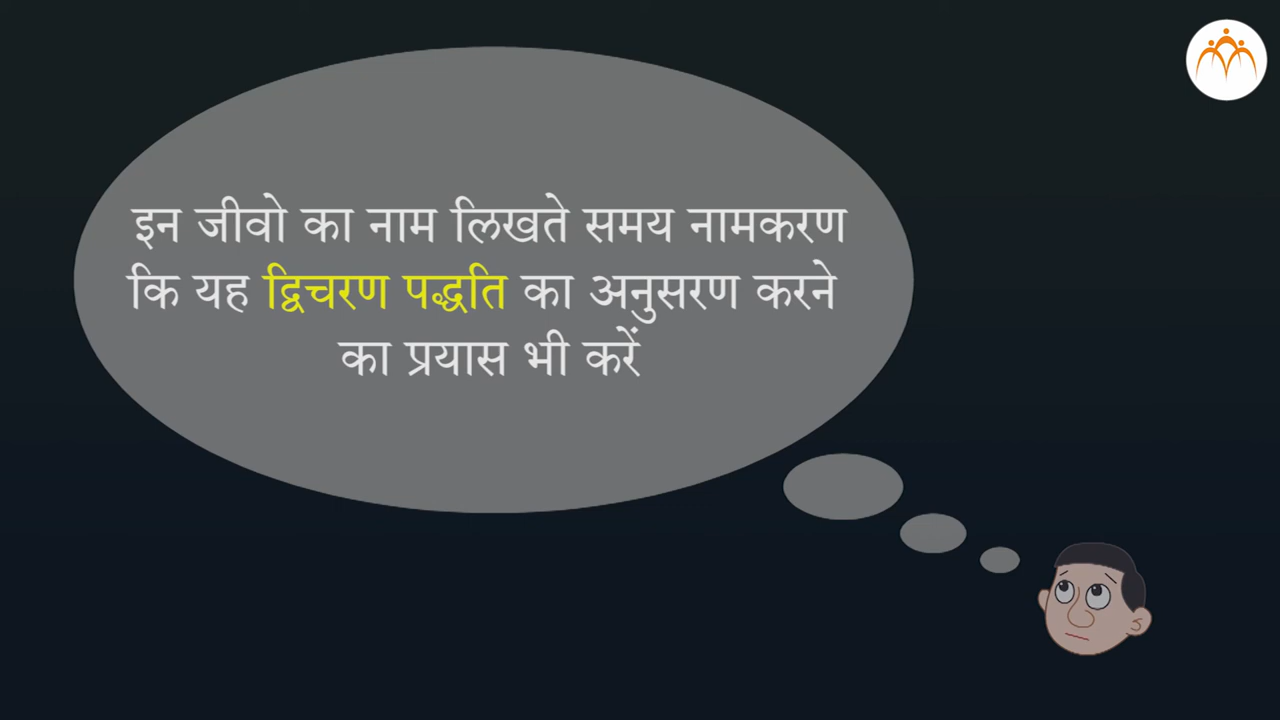 इन जीवो का नाम लिखते समय नामकरण
कि यह द्विचरण पद्धति का अनुसरण करने
का प्रयास भी करें